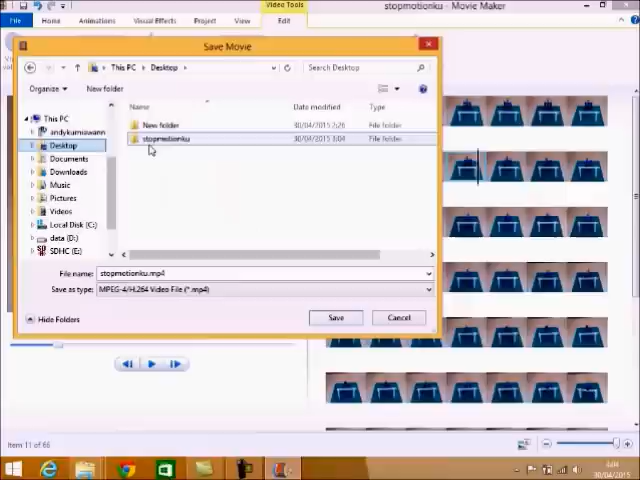 Video Tools
stopmotionku - Movie Maker
File
Home
Animations
Visual Effects
Project
View
Edit
Save Movie
This PC
Desktop
Search Desktop
Organize
New folder
Name
Date modified
Type
This PC
andykurniawann
Desktop
Documents
Downloads
Music
Pictures
Videos
Local Disk (C:)
data (D:)
SDHC (E:)
New folder
30/04/2015 2:26
File folder
stopmotionku
File folder
File name:
stopmotionku.mp4
Save as type:
MPEG-4/H.264 Video File (*.mp4)
Hide Folders
Save
Cancel
Item 11 of 66
30/04/2015